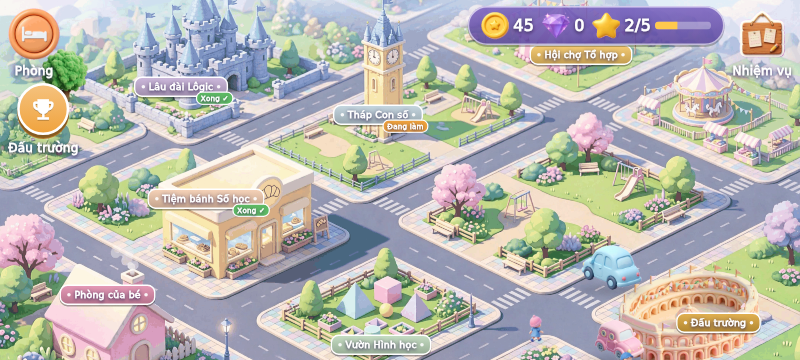 45 0 2/5
Phòng
Hội chợ Tổ hợp
Nhiệm vụ
Lâu đài Lôgic
Xong ✓
Tháp Con số
Đang làm
Đấu trường
Tiệm bánh Số học
Xong ✓
Phòng của bé
Đấu trường
Vườn Hình học